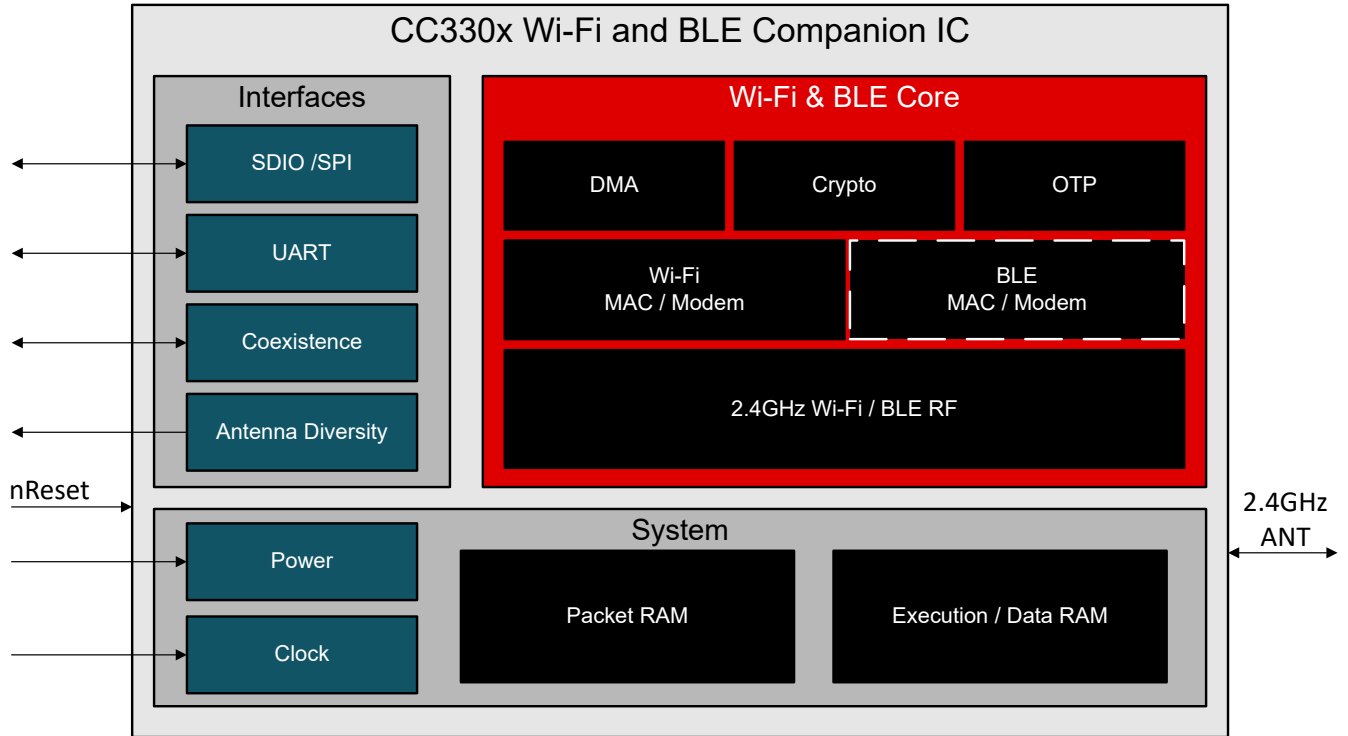 CC330x Wi-Fi and BLE Companion IC
Interfaces
SDIO /SPI
UART
Coexistence
Antenna Diversity
Wi-Fi & BLE Core
DMA
Crypto
OTP
Wi-Fi
MAC / Modem
BLE
MAC / Modem
2.4GHz Wi-Fi / BLE RF
nReset
System
Power
Clock
Packet RAM
Execution / Data RAM
2.4GHz
ANT